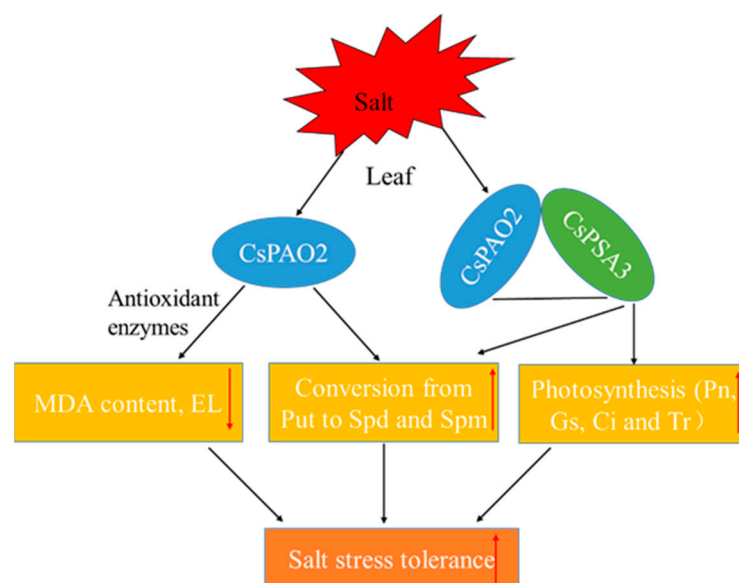 Salt
Leaf
CsPAO2
CsPAO2
CsPSA3
Antioxidant
enzymes
MDA content, EL
Conversion from
Put to Spd and Spm
Photosynthesis (Pn,
Gs, Ci and Tr）
Salt stress tolerance